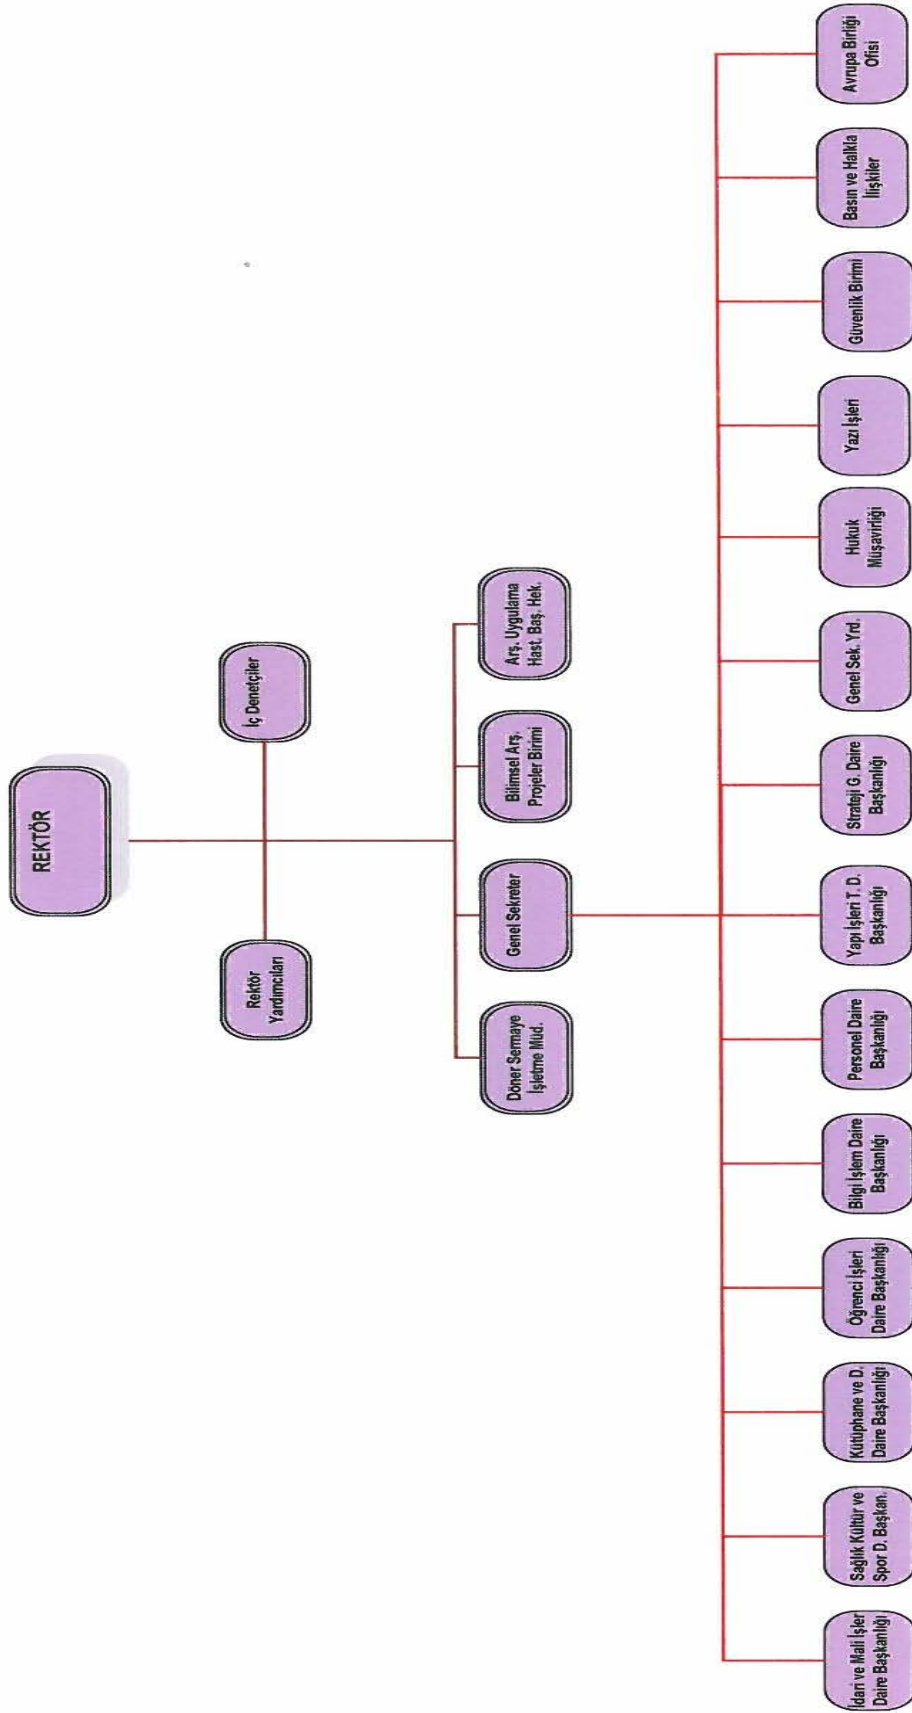 REKTÖR
Rektör
Yardımcıları
İç Denetçiler
Döner Sermaye
İşletme Müd.
Genel Sekreter
Bilimsel Arş.
Projeler Birimi
Arş. Uygulama
Hast. Baş. Hek.
İdari ve Mali İşler
Daire Başkanlığı
Sağlık Kültür ve
Spor D. Başkan.
Kütüphane ve D.
Daire Başkanlığı
Öğrenci İşleri
Daire Başkanlığı
Bilgi İşlem Daire
Başkanlığı
Personel Daire
Başkanlığı
Yapı İşleri T. D.
Başkanlığı
Strateji G. Daire
Başkanlığı
Genel Sek. Yrd.
Hukuk
Müşavirliği
Yazı İşleri
Güvenlik Birimi
Basın ve Halkla
İlişkiler
Avrupa Birliği
Ofisi